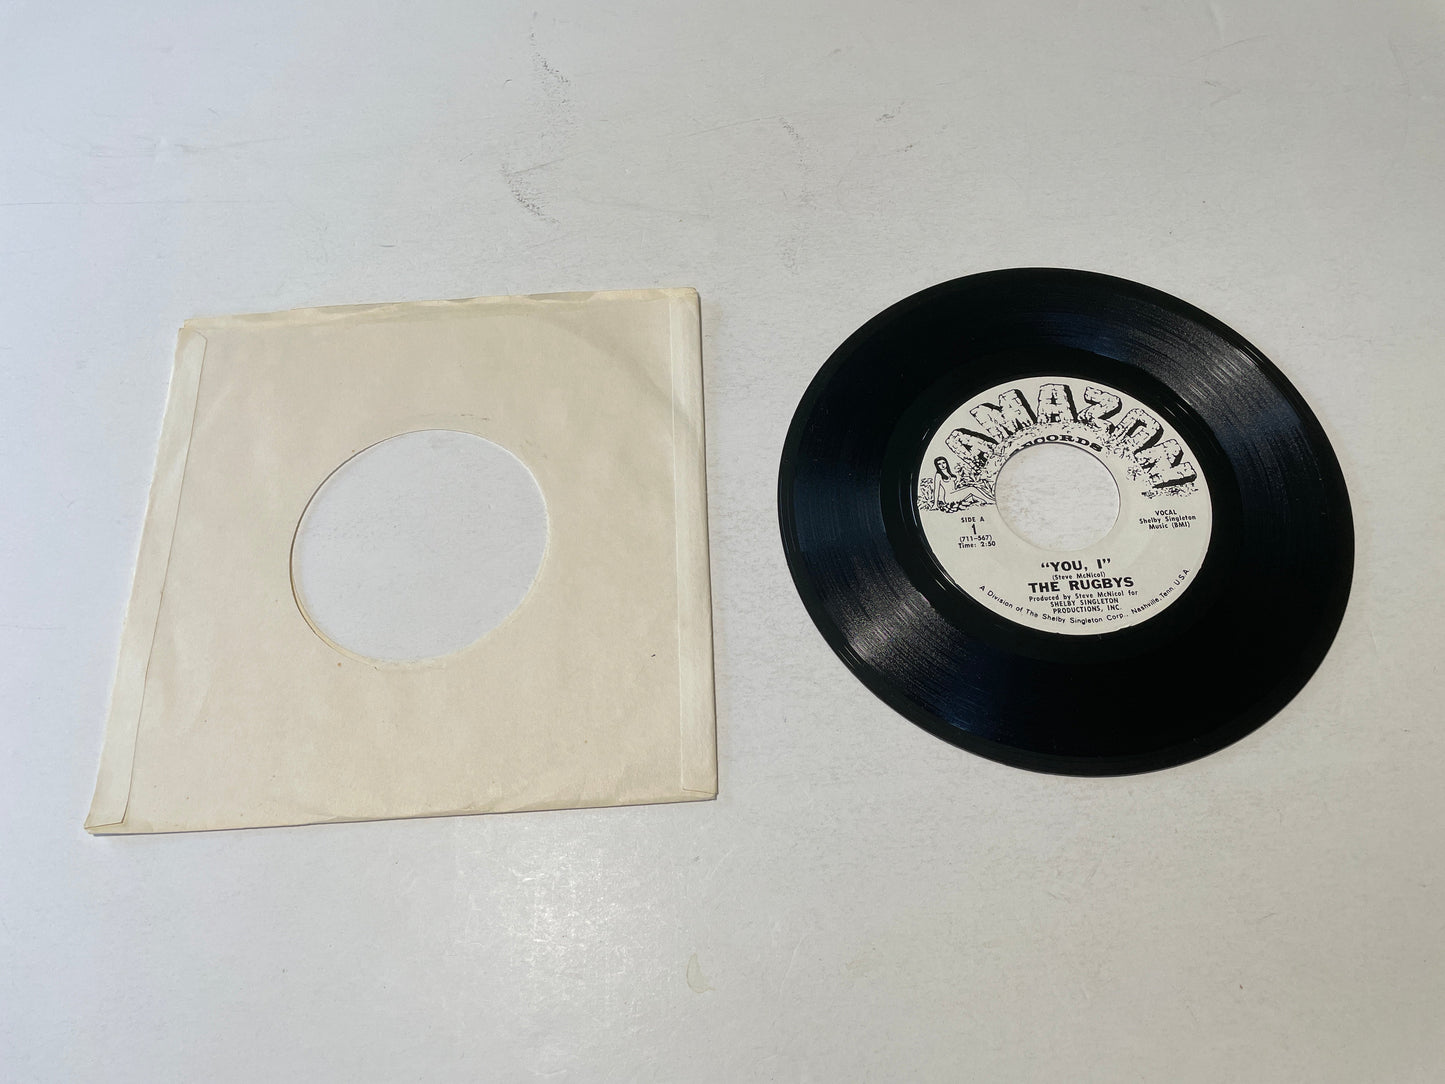 AMAZON
RECORDS
SIDE A
1
(711-567)
Time: 2:50
VOCAL
Shelby Singleton
Music (BMI)
"YOU, I"
(Steve McNicol)
THE RUGBYS
Produced by Steve McNicol for
SHELBY SINGLETON
PRODUCTIONS, INC.
A Division of The Shelby Singleton Corp., Nashville, Tenn. U.S.A.